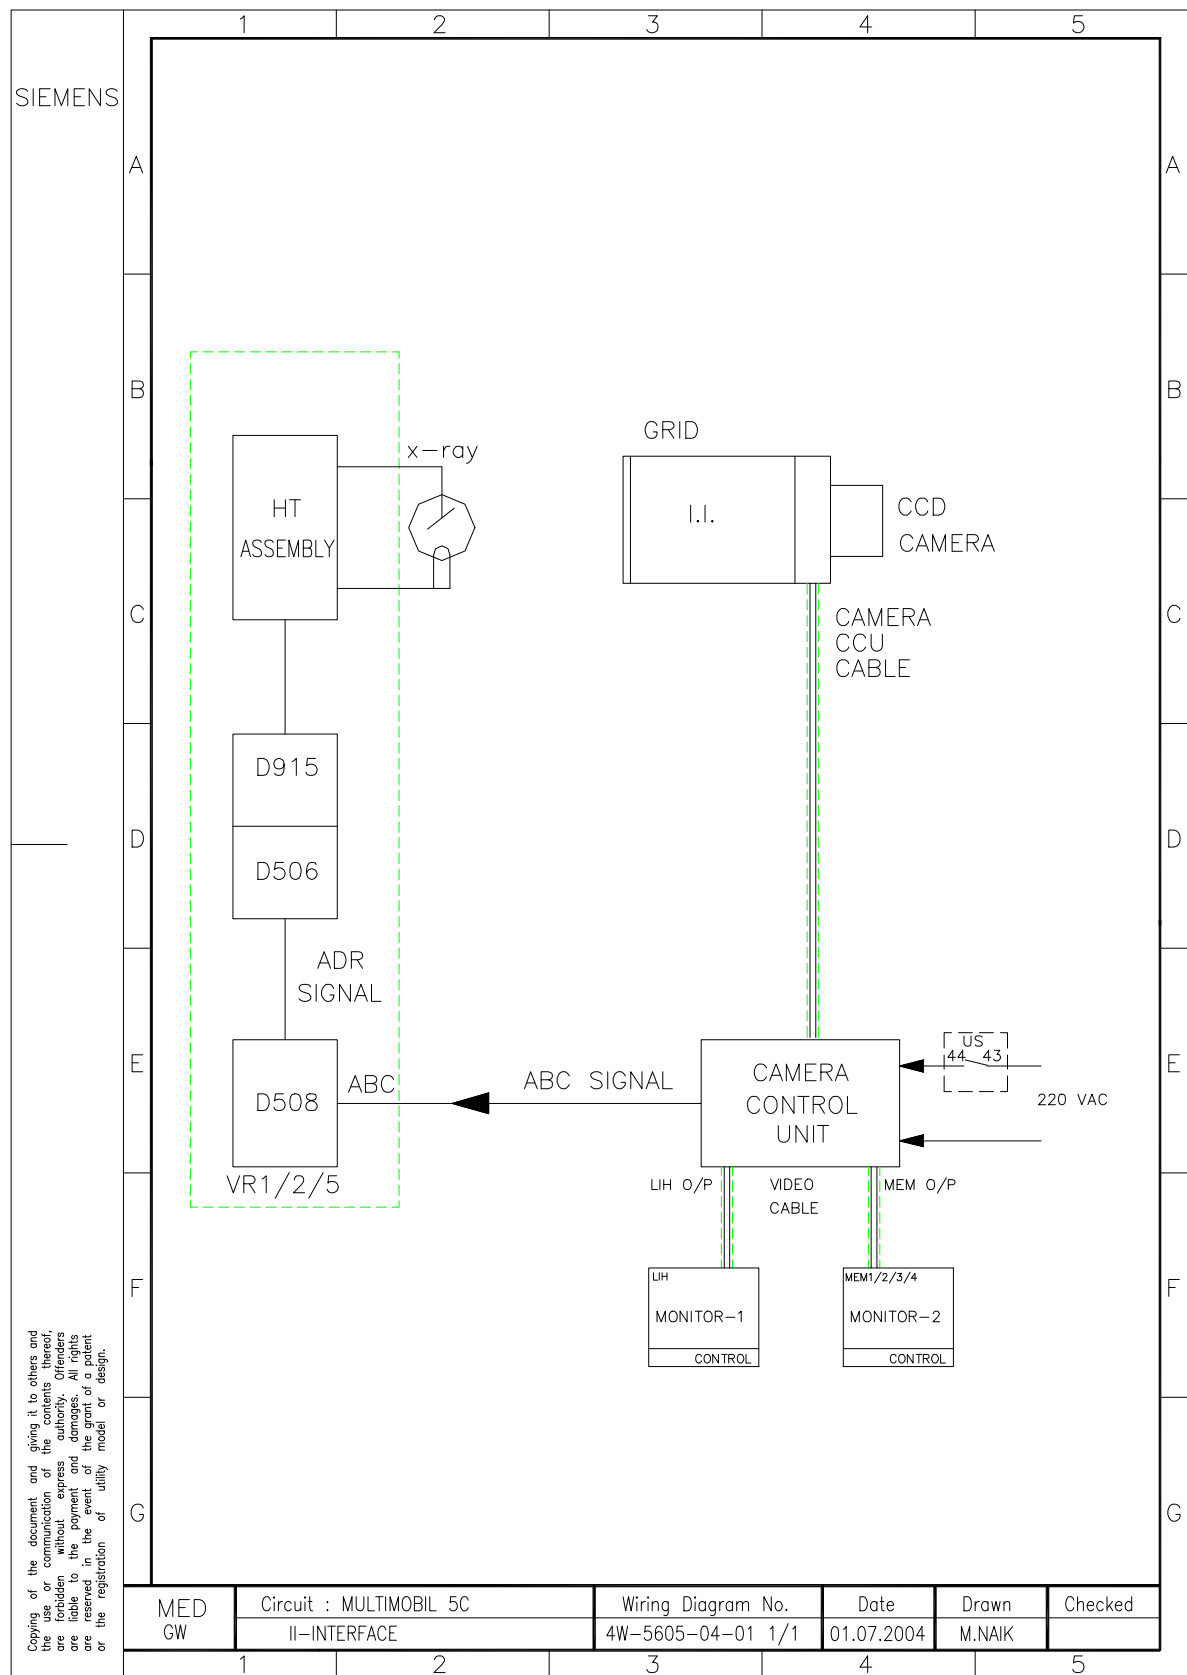 1 2 3 4 5
SIEMENS
A A
B B
GRID
x-ray
HT
ASSEMBLY
I.I.
CCD
CAMERA
C C
CAMERA
CCU
CABLE
D915
D D
D506
ADR
SIGNAL
E E
US
44 43
CAMERA
CONTROL
UNIT
ABC
ABC SIGNAL
D508
220 VAC
VR1/2/5
LIH O/P
VIDEO
CABLE
MEM O/P
F F
LIH
MONITOR-1
CONTROL
MEM1/2/3/4
MONITOR-2
CONTROL
G G
Copying of the document and giving it to others and
the use or communication of the contents thereof,
are forbidden without express authority. Offenders
are liable to the payment and damages. All rights
are reserved in the event of the grant of a patent
or the registration of utility model or design.
MED
GW
Circuit : MULTIMOBIL 5C
II-INTERFACE
Wiring Diagram No.
4W-5605-04-01 1/1
Date
01.07.2004
Drawn
M.NAIK
Checked
1 2 3 4 5